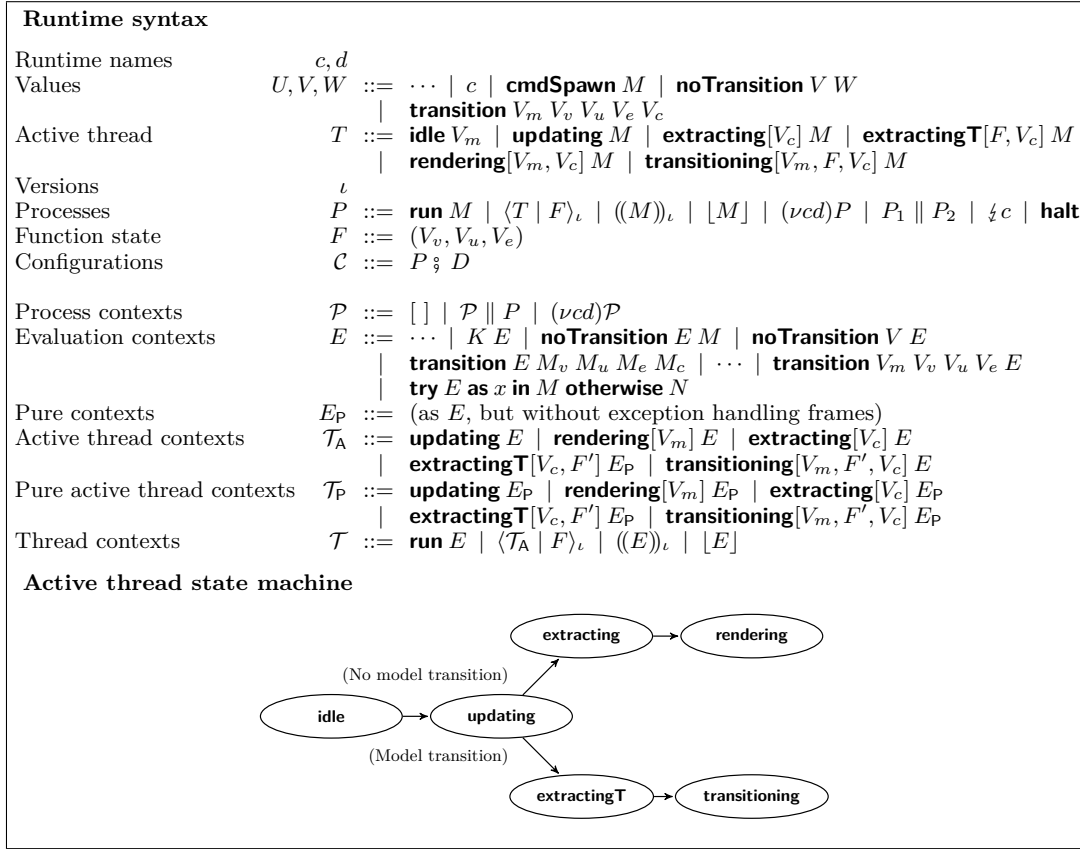 Runtime syntax
Runtime names c, d
Values U, V, W ::= ⋯ | c | cmdSpawn M | noTransition V W
| transition V_m V_v V_u V_e V_c
Active thread T ::= idle V_m | updating M | extracting[V_c] M | extractingT[F, V_c] M
| rendering[V_m, V_c] M | transitioning[V_m, F, V_c] M
Versions ι
Processes P ::= run M | ⟨T | F⟩_ι | ⦅M⦆_ι | ⌊M⌋ | (νcd)P | P_1 ∥ P_2 | ↯ c | halt
Function state F ::= (V_v, V_u, V_e)
Configurations 𝒞 ::= P ⨟ D
Process contexts 𝒫 ::= [ ] | 𝒫 ∥ P | (νcd)𝒫
Evaluation contexts E ::= ⋯ | K E | noTransition E M | noTransition V E
| transition E M_v M_u M_e M_c | ⋯ | transition V_m V_v V_u V_e E
| try E as x in M otherwise N
Pure contexts E_P ::= (as E, but without exception handling frames)
Active thread contexts 𝒯_A ::= updating E | rendering[V_m] E | extracting[V_c] E
| extractingT[V_c, F′] E_P | transitioning[V_m, F′, V_c] E
Pure active thread contexts 𝒯_P ::= updating E_P | rendering[V_m] E_P | extracting[V_c] E_P
| extractingT[V_c, F′] E_P | transitioning[V_m, F′, V_c] E_P
Thread contexts 𝒯 ::= run E | ⟨𝒯_A | F⟩_ι | ⦅E⦆_ι | ⌊E⌋
Active thread state machine
extracting rendering
(No model transition)
idle updating
(Model transition)
extractingT transitioning